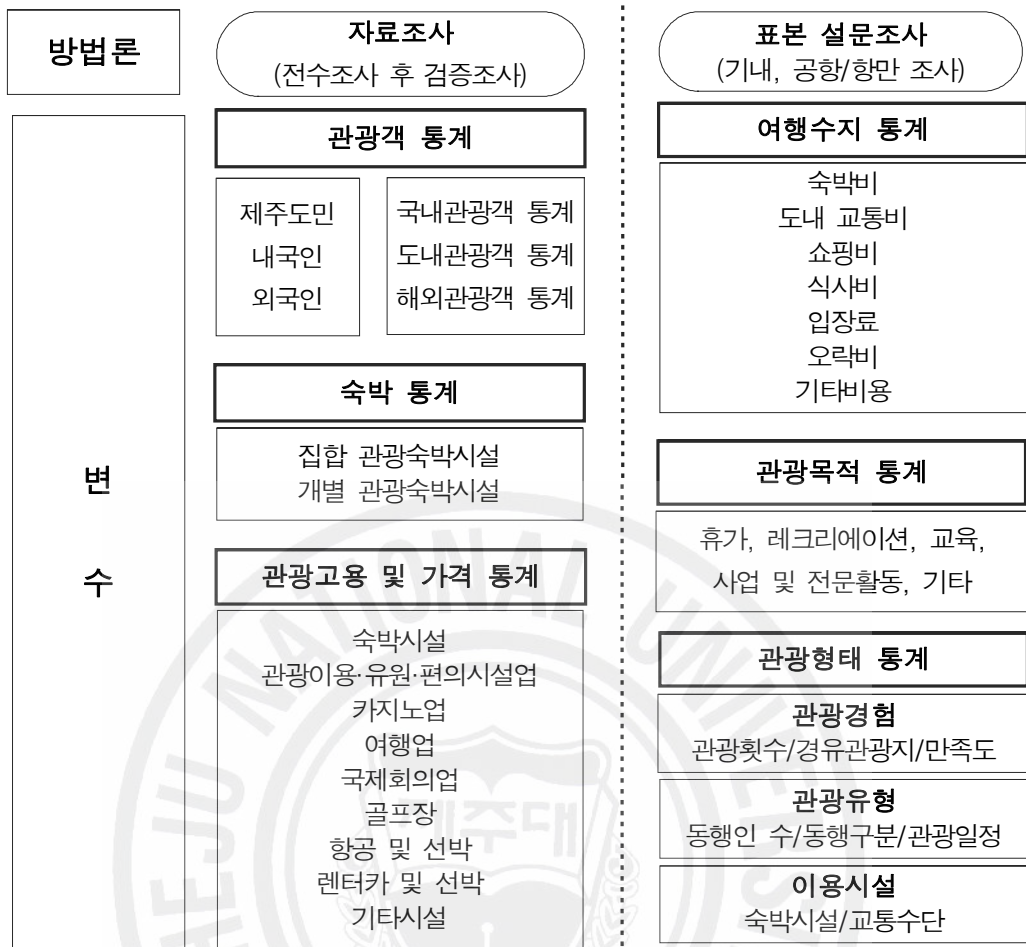 방법론
자료조사
(전수조사 후 검증조사)
표본 설문조사
(기내, 공항/항만 조사)
변
수
관광객 통계
제주도민
내국인
외국인
국내관광객 통계
도내관광객 통계
해외관광객 통계
숙박 통계
집합 관광숙박시설
개별 관광숙박시설
관광고용 및 가격 통계
숙박시설
관광이용·유원·편의시설업
카지노업
여행업
국제회의업
골프장
항공 및 선박
렌터카 및 선박
기타시설
여행수지 통계
숙박비
도내 교통비
쇼핑비
식사비
입장료
오락비
기타비용
관광목적 통계
휴가, 레크리에이션, 교육,
사업 및 전문활동, 기타
관광형태 통계
관광경험
관광횟수/경유관광지/만족도
관광유형
동행인 수/동행구분/관광일정
이용시설
숙박시설/교통수단
JEJU NATIONAL UNIVERSITY
제주대